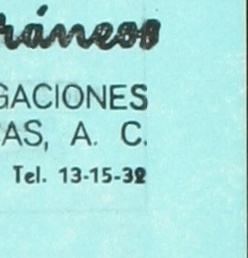 ráneos
GACIONES
AS, A. C.
Tel. 13-15-32